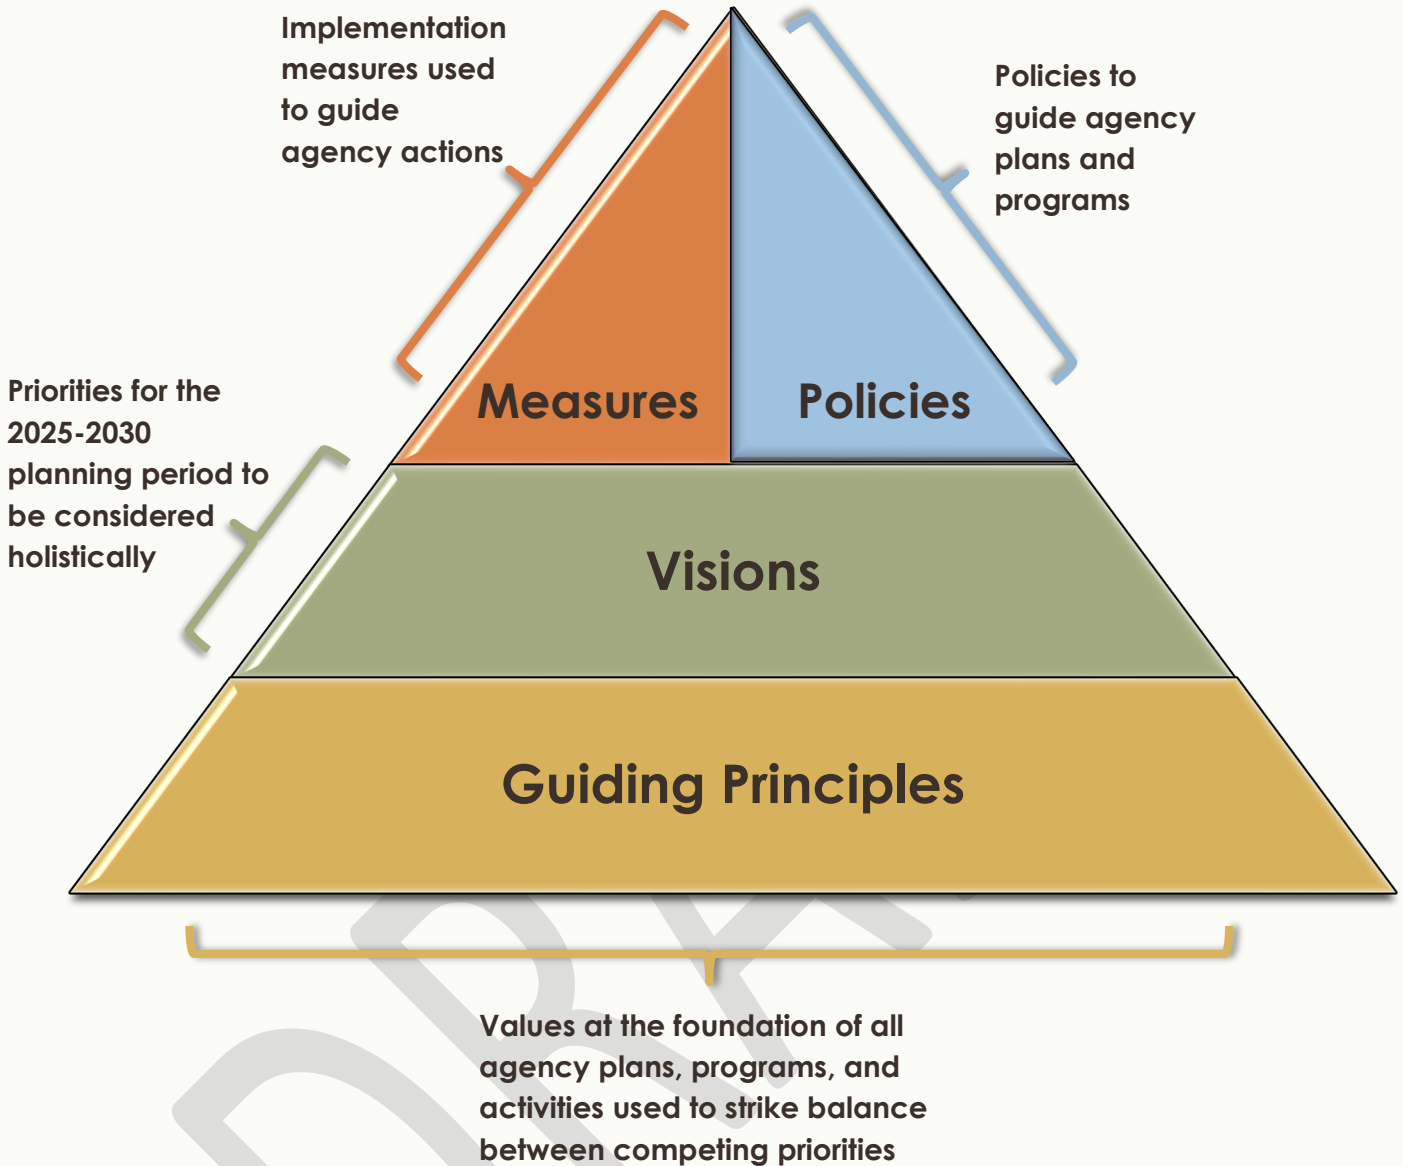 Implementation
measures used
to guide
agency actions
Policies to
guide agency
plans and
programs
Measures
Policies
Priorities for the
2025-2030
planning period to
be considered
holistically
Visions
Guiding Principles
Values at the foundation of all
agency plans, programs, and
activities used to strike balance
between competing priorities